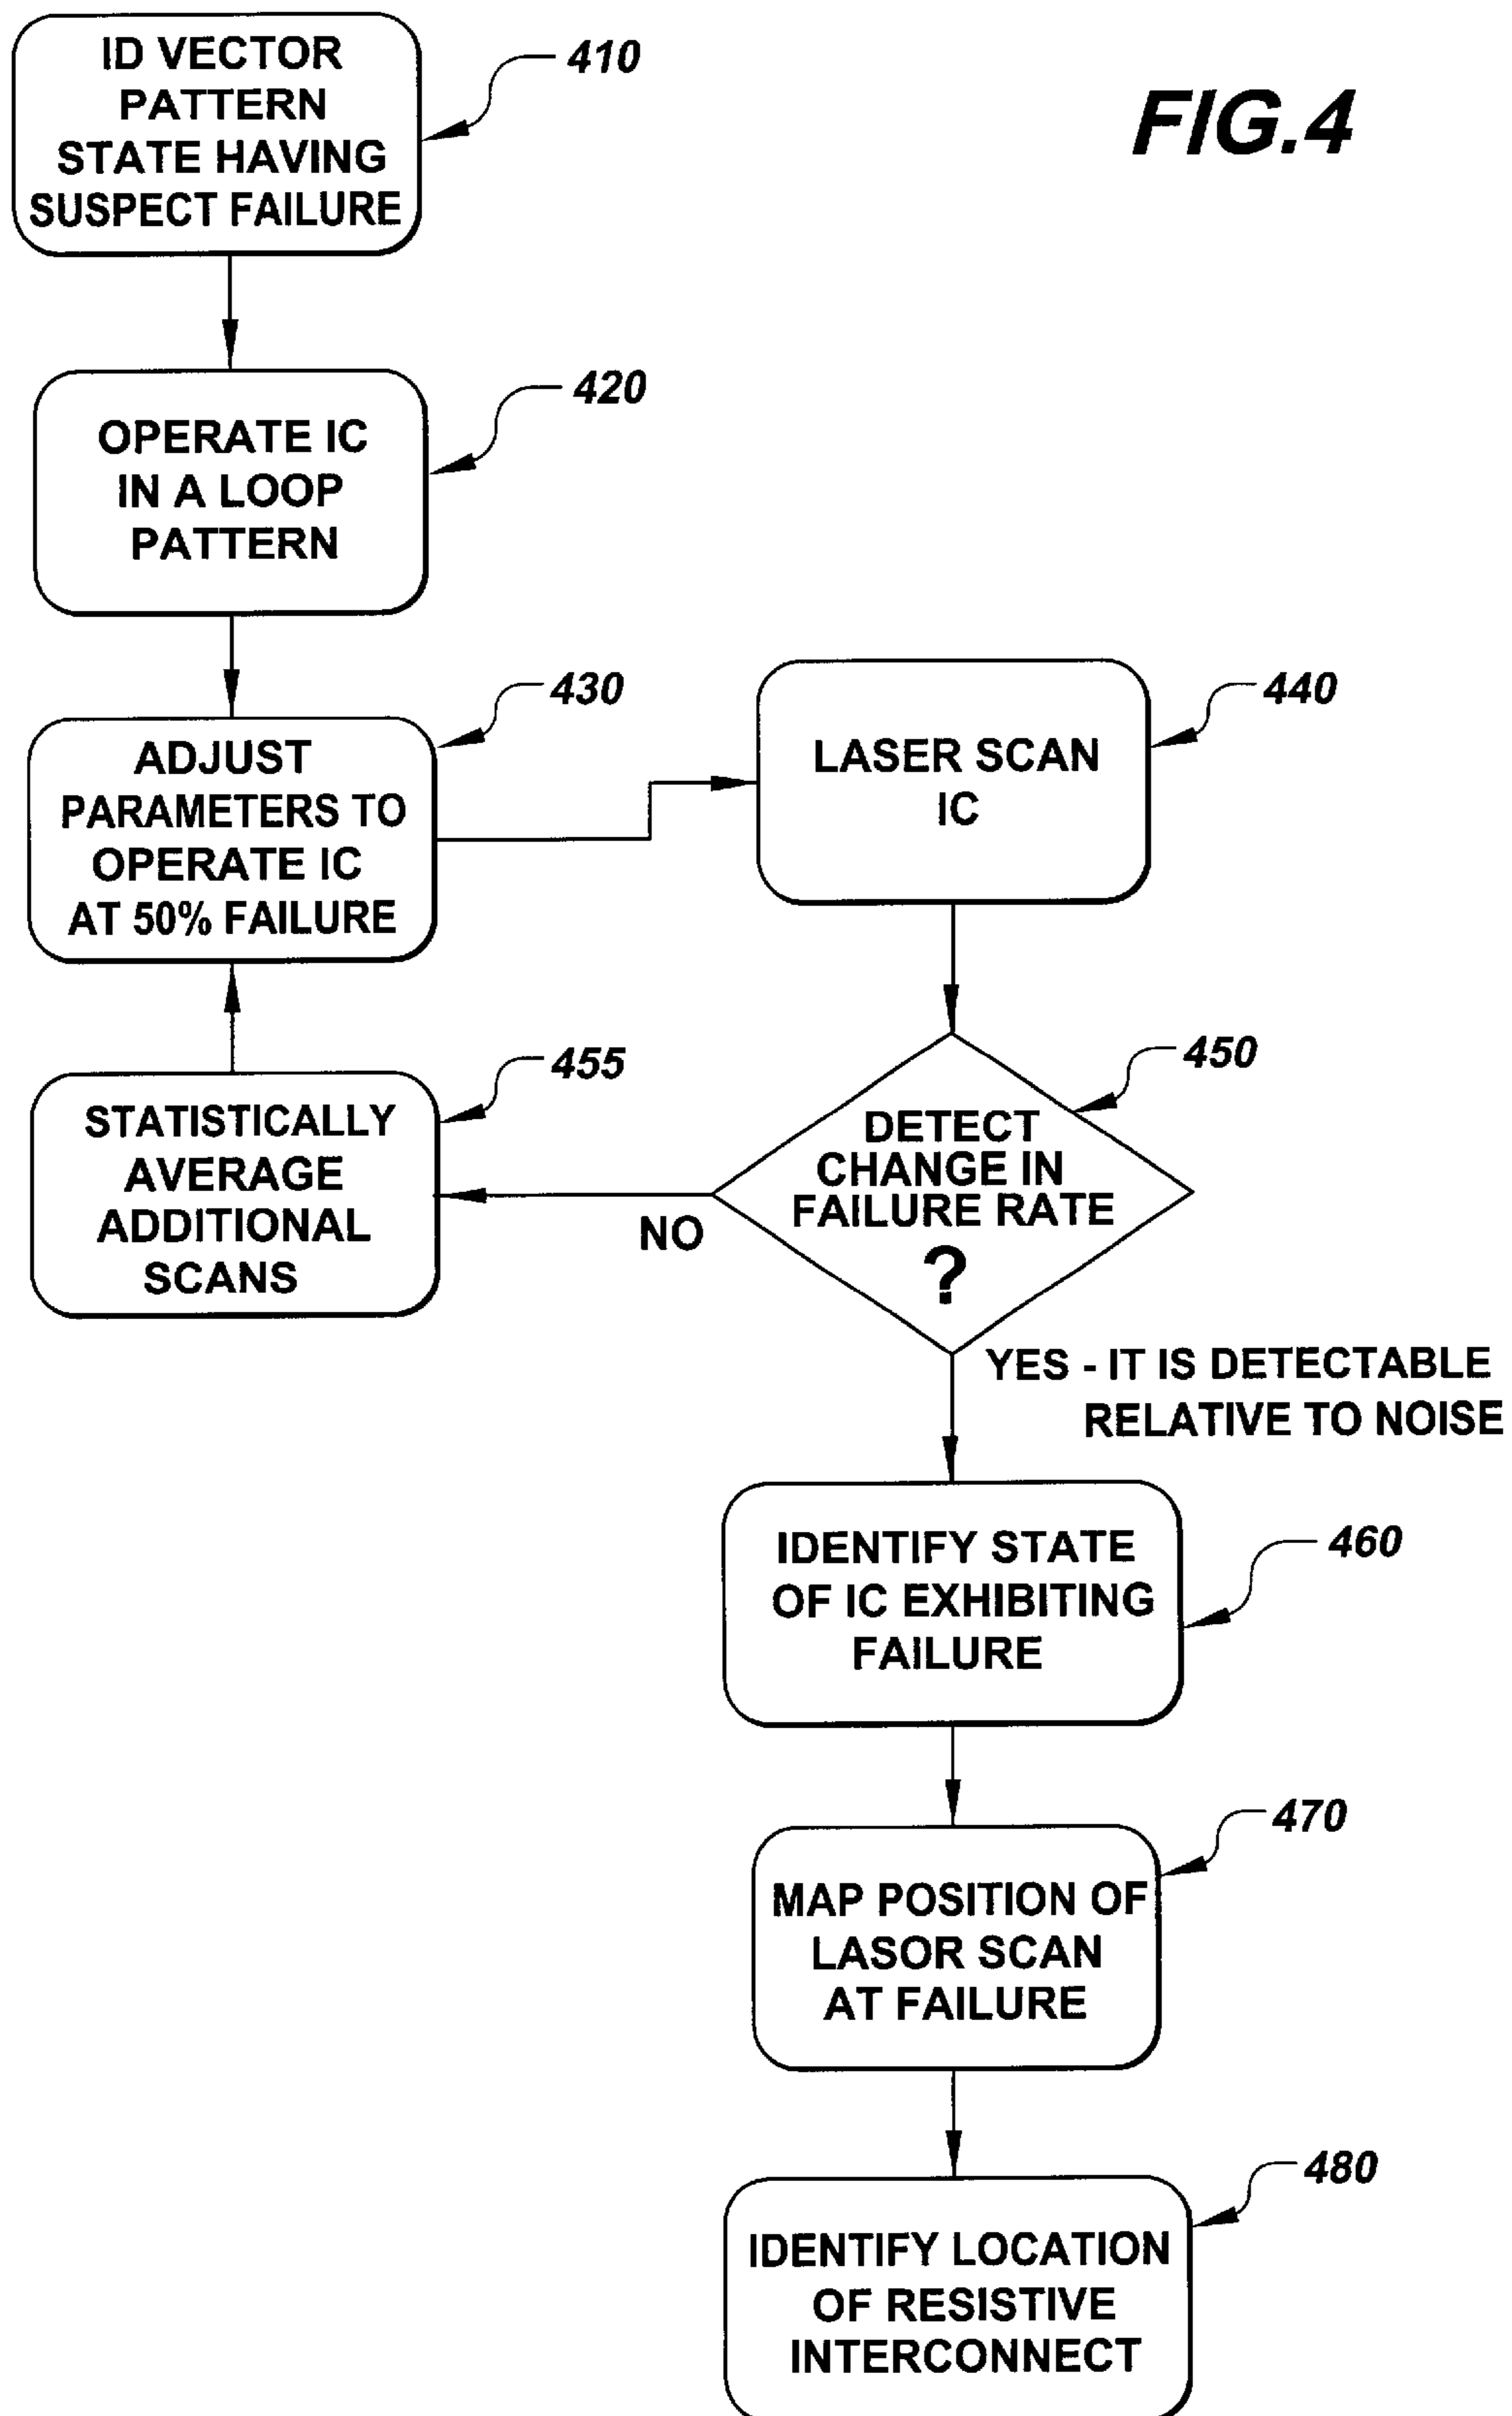 FIG.4
ID VECTOR
PATTERN
STATE HAVING
SUSPECT FAILURE
410
OPERATE IC
IN A LOOP
PATTERN
420
ADJUST
PARAMETERS TO
OPERATE IC
AT 50% FAILURE
430
LASER SCAN
IC
440
DETECT
CHANGE IN
FAILURE RATE
?
450
NO
STATISTICALLY
AVERAGE
ADDITIONAL
SCANS
455
YES - IT IS DETECTABLE
RELATIVE TO NOISE
IDENTIFY STATE
OF IC EXHIBITING
FAILURE
460
MAP POSITION OF
LASOR SCAN
AT FAILURE
470
IDENTIFY LOCATION
OF RESISTIVE
INTERCONNECT
480